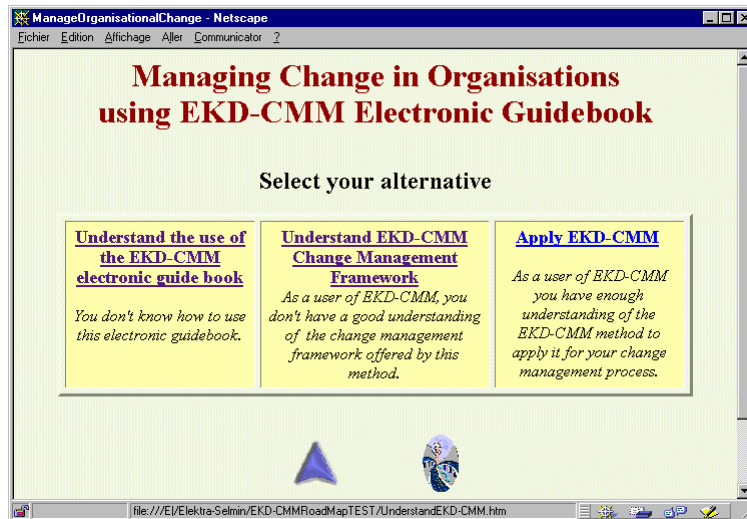 ManageOrganisationalChange - Netscape
Fichier Edition Affichage Aller Communicator ?
Managing Change in Organisations
using EKD-CMM Electronic Guidebook
Select your alternative
Understand the use of
the EKD-CMM
electronic guide book
You don't know how to use
this electronic guidebook.
Understand EKD-CMM
Change Management
Framework
As a user of EKD-CMM, you
don't have a good understanding
of the change management
framework offered by this
method.
Apply EKD-CMM
As a user of EKD-CMM
you have enough
understanding of the
EKD-CMM method to
apply it for your change
management process.
file:///E|/Elektra-Selmin/EKD-CMMRoadMapTEST/UnderstandEKD-CMM.htm